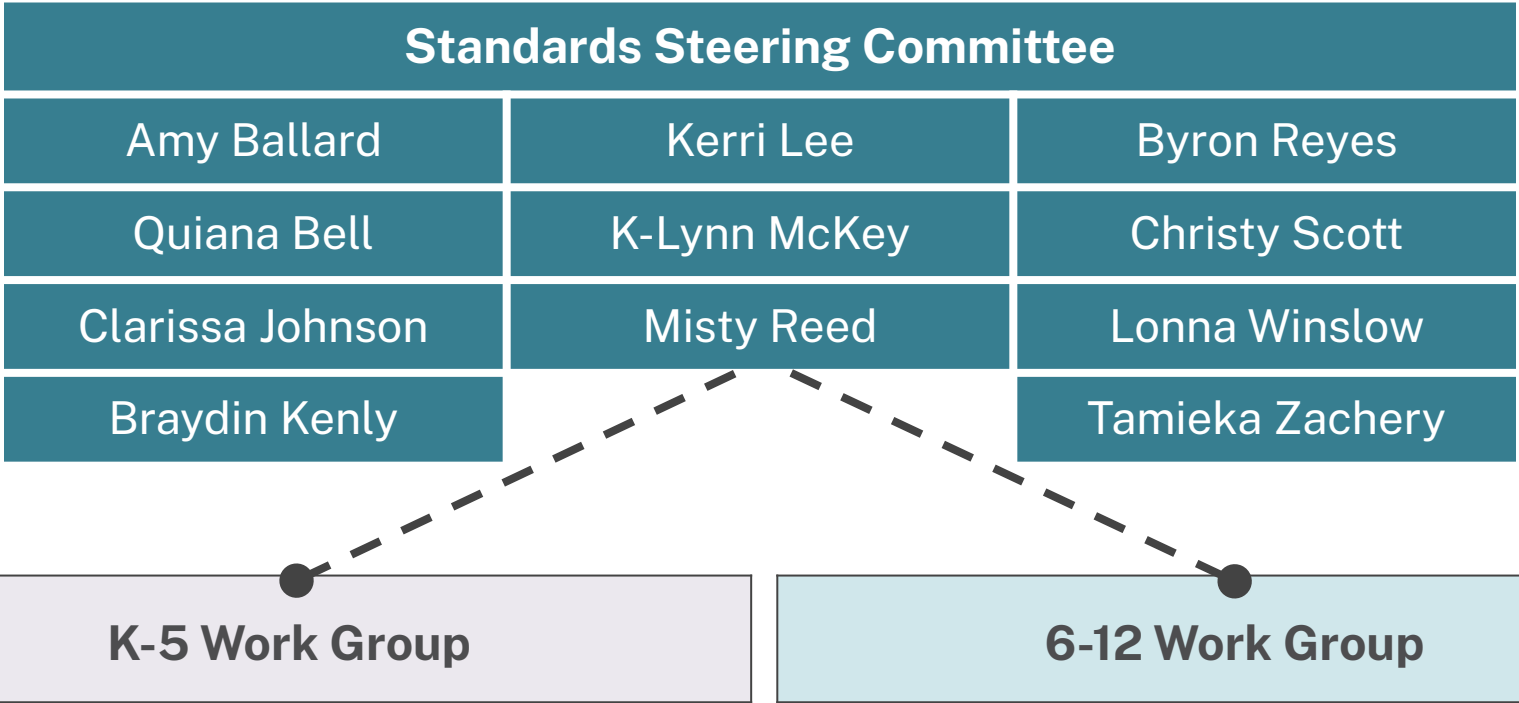 Standards Steering Committee
Amy Ballard
Kerri Lee
Byron Reyes
Quiana Bell
K-Lynn McKey
Christy Scott
Clarissa Johnson
Misty Reed
Lonna Winslow
Braydin Kenly
Tamieka Zachery
K-5 Work Group
6-12 Work Group